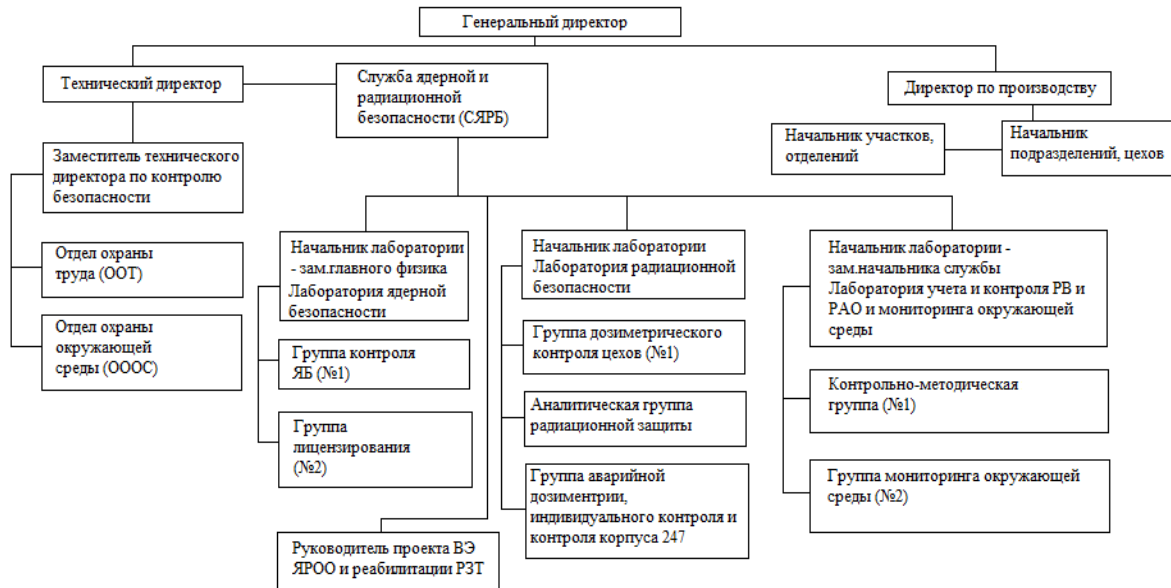 Генеральный директор
Технический директор
Служба ядерной и
радиационной
безопасности (СЯРБ)
Директор по производству
Начальник участков,
отделений
Начальник
подразделений, цехов
Заместитель технического
директора по контролю
безопасности
Отдел охраны
труда (ООТ)
Отдел охраны
окружающей
среды (ОООС)
Начальник лаборатории
- зам.главного физика
Лаборатория ядерной
безопасности
Группа контроля
ЯБ (№1)
Группа
лицензирования
(№2)
Руководитель проекта ВЭ
ЯРОО и реабилитации РЗТ
Начальник лаборатории
Лаборатория радиационной
безопасности
Группа дозиметрического
контроля цехов (№1)
Аналитическая группа
радиационной защиты
Группа аварийной
дозиментрии,
индивидуального контроля и
контроля корпуса 247
Начальник лаборатории -
зам.начальника службы
Лаборатория учета и контроля РВ и
РАО и мониторинга окружающей
среды
Контрольно-методическая
группа (№1)
Группа мониторинга окружающей
среды (№2)